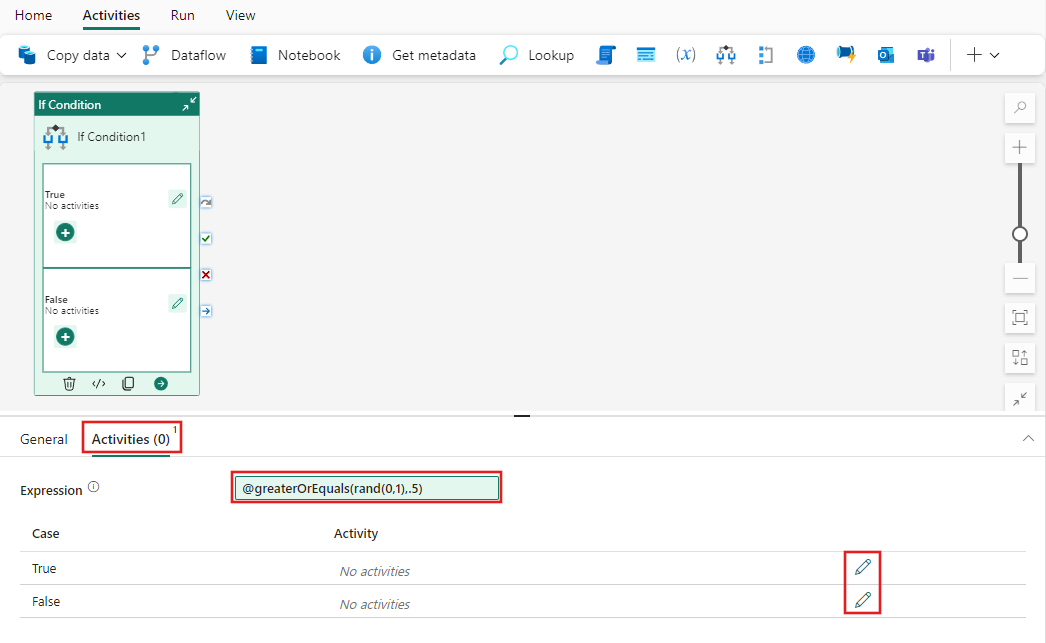 Home Activities Run View
Copy data Dataflow Notebook Get metadata Lookup (x)
If Condition
If Condition1
True
No activities
False
No activities
General Activities (0) 1
Expression @greaterOrEquals(rand(0,1),.5)
Case Activity
True No activities
False No activities